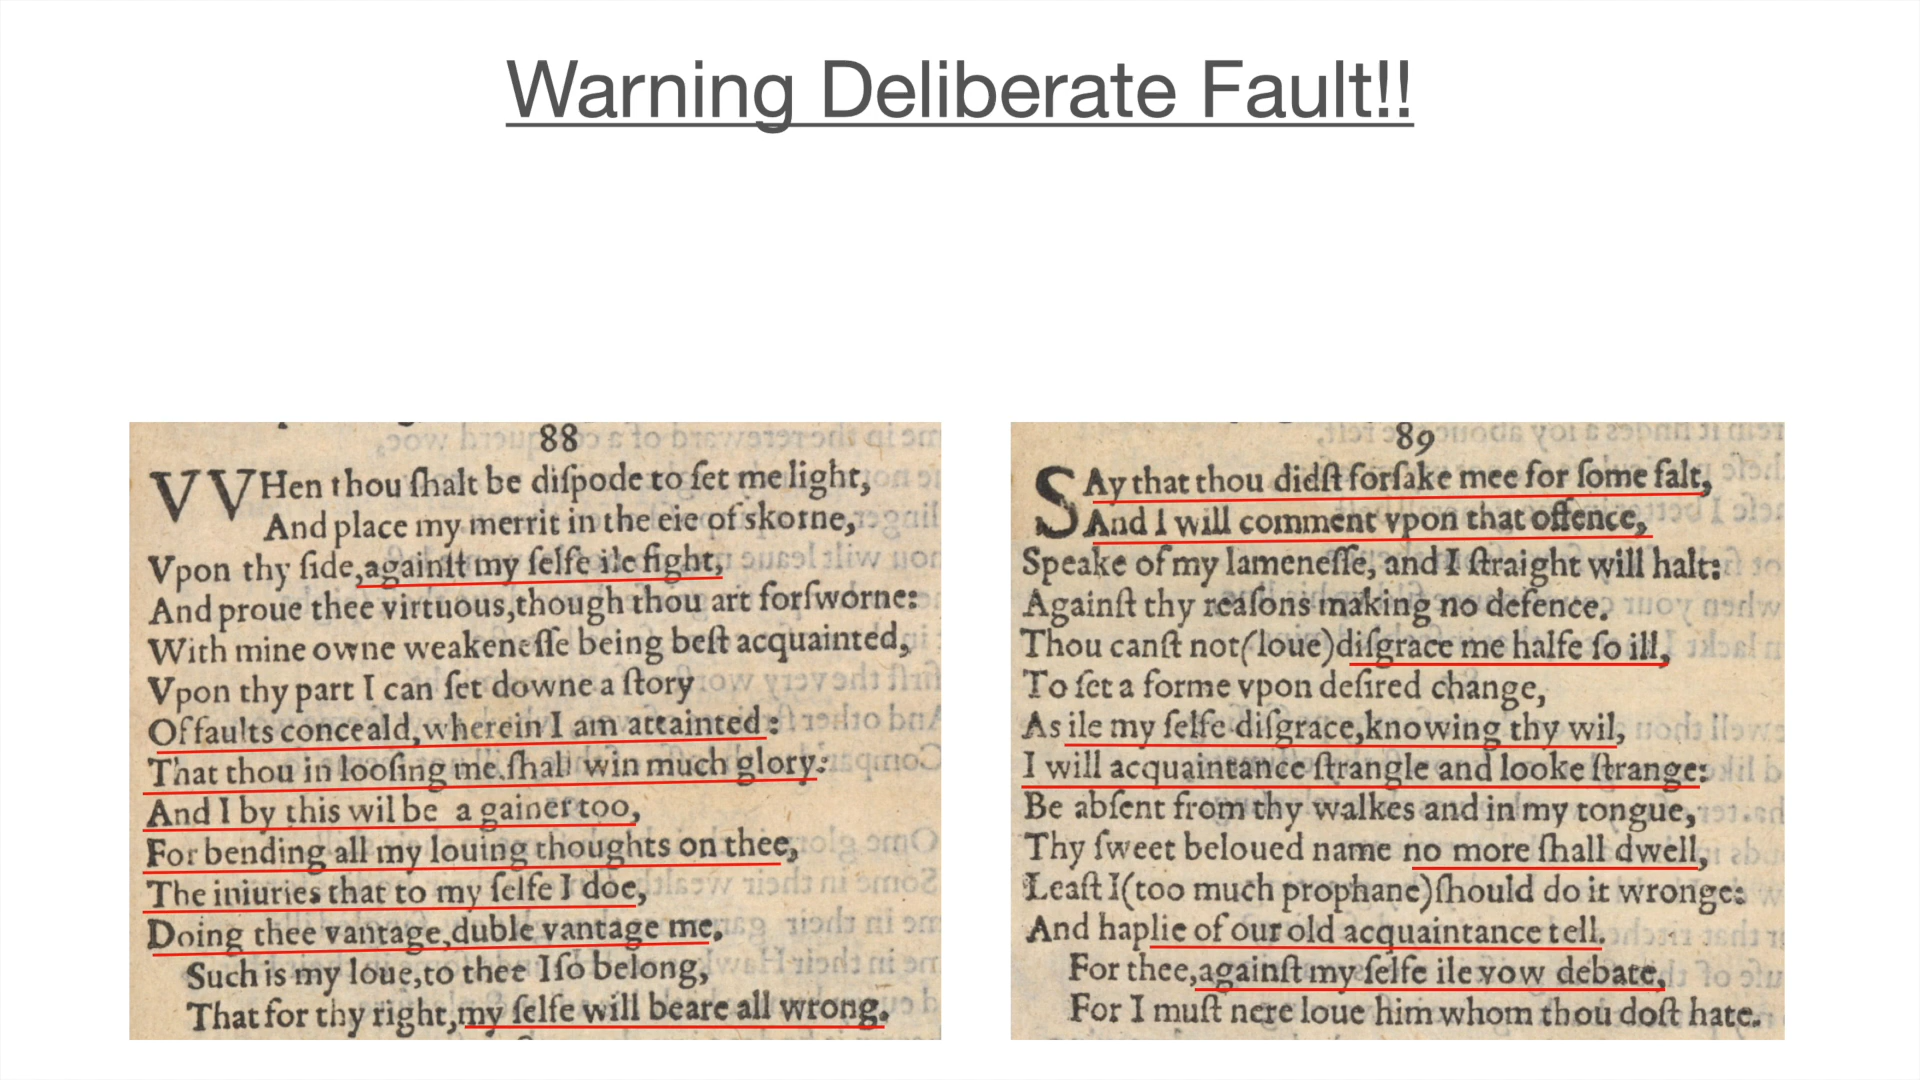 Warning Deliberate Fault!!
88
VVHen thou ſhalt be diſpode to ſet me light,
And place my merrit in the eie of skorne,
Vpon thy ſide,againſt my ſelfe ile fight,
And proue thee virtuous,though thou art forſworne:
With mine owne weakeneſſe being beſt acquainted,
Vpon thy part I can ſet downe a ſtory
Of faults conceald,wherein I am attainted:
That thou in looſing me,ſhall win much glory:
And I by this wil be a gainer too,
For bending all my louing thoughts on thee,
The iniuries that to my ſelfe I doe,
Doing thee vantage,duble vantage me.
Such is my loue,to thee I ſo belong,
That for thy right,my ſelfe will beare all wrong.
89
SAy that thou didſt forſake mee for ſome falt,
And I will comment vpon that offence,
Speake of my lameneſſe, and I ſtraight will halt:
Againſt thy reaſons making no defence.
Thou canſt not(loue)diſgrace me halfe ſo ill,
To ſet a forme vpon deſired change,
As ile my ſelfe diſgrace,knowing thy wil,
I will acquaintance ſtrangle and looke ſtrange:
Be abſent from thy walkes and in my tongue,
Thy ſweet beloued name no more ſhall dwell,
Leaſt I(too much prophane)ſhould do it wronge:
And haplie of our old acquaintance tell.
For thee,againſt my ſelfe ile vow debate,
For I muſt nere loue him whom thou doſt hate.